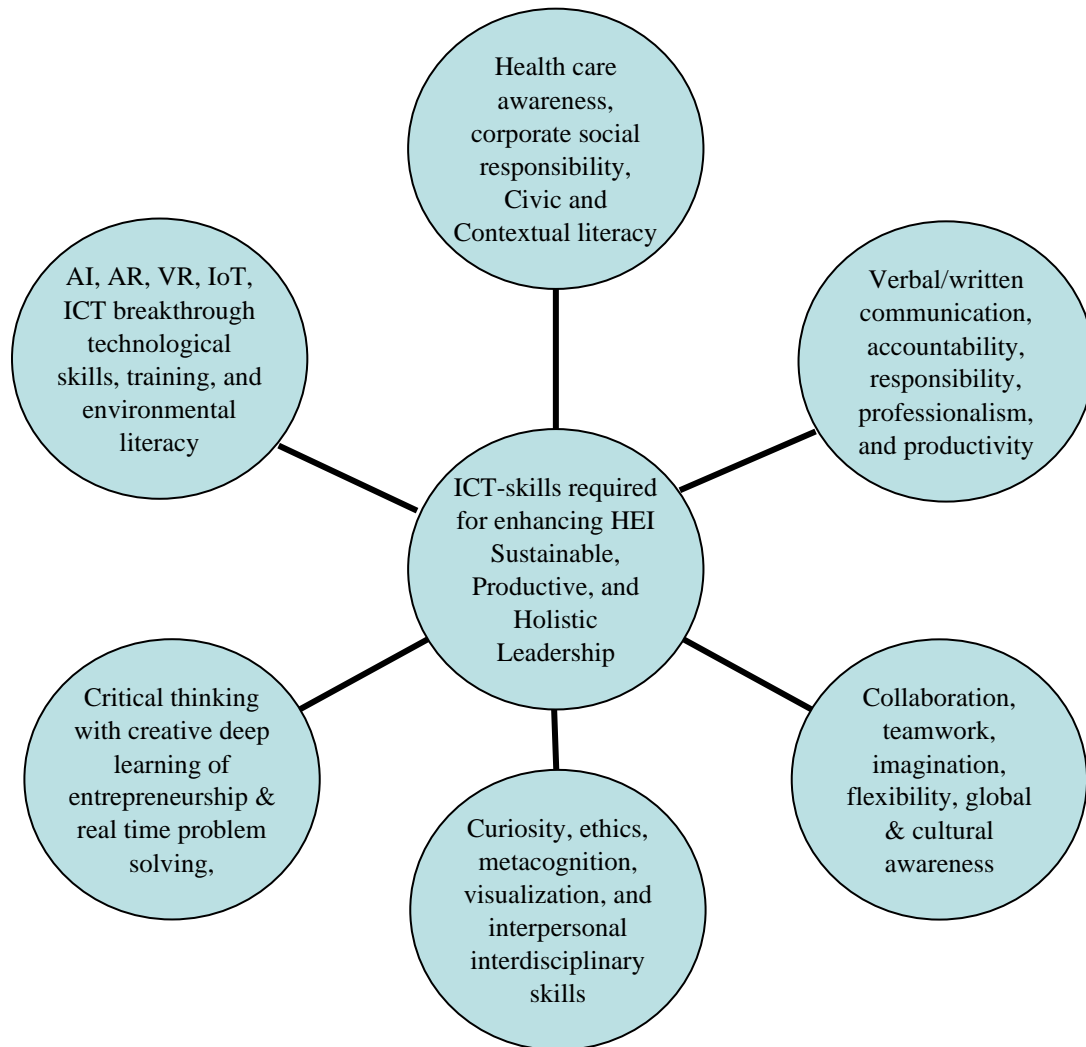 Health care
awareness,
corporate social
responsibility,
Civic and
Contextual literacy
AI, AR, VR, IoT,
ICT breakthrough
technological
skills, training, and
environmental
literacy
Verbal/written
communication,
accountability,
responsibility,
professionalism,
and productivity
ICT-skills required
for enhancing HEI
Sustainable,
Productive, and
Holistic
Leadership
Critical thinking
with creative deep
learning of
entrepreneurship &
real time problem
solving,
Collaboration,
teamwork,
imagination,
flexibility, global
& cultural
awareness
Curiosity, ethics,
metacognition,
visualization, and
interpersonal
interdisciplinary
skills